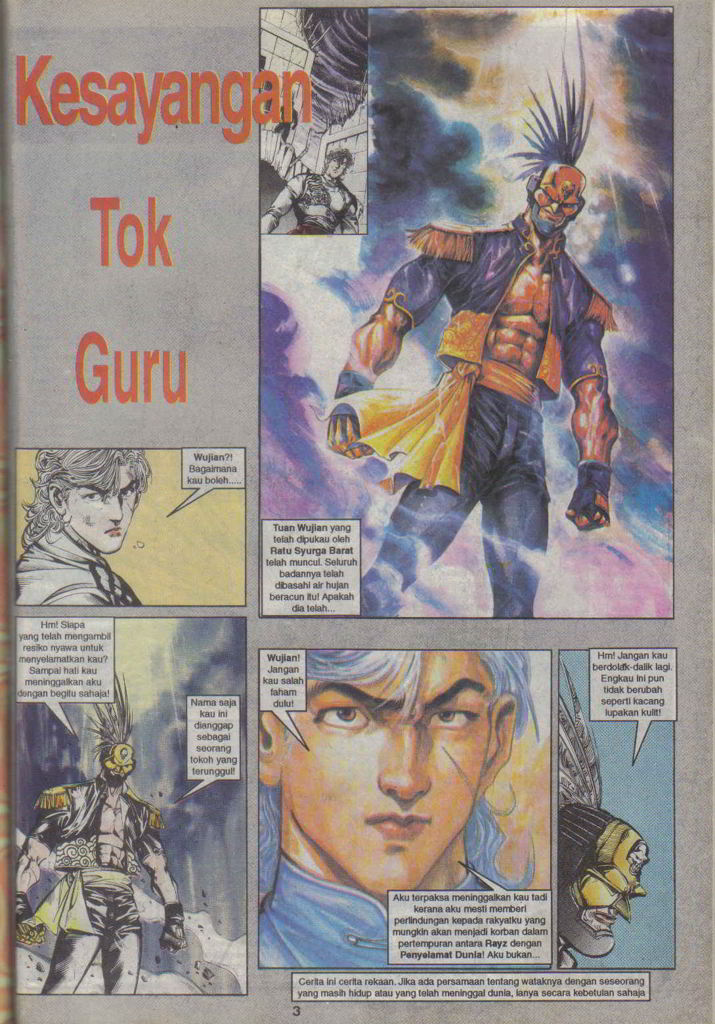 Kesayangan
Tok
Guru
Tuan Wujian yang
telah dipukau oleh
Ratu Syurga Barat
telah muncul. Seluruh
badannya telah
dibasahi air hujan
beracun itu! Apakah
dia telah...
Wujian?!
Bagaimana
kau boleh.....
Hm! Siapa
yang telah mengambil
resiko nyawa untuk
menyelamatkan kau?
Sampai hati kau
meninggalkan aku
dengan begitu sahaja!
Nama saja
kau ini
dianggap
sebagai
seorang
tokoh yang
terunggul!
Wujian!
Jangan
kau salah
faham
dulu!
Aku terpaksa meninggalkan kau tadi
kerana aku mesti memberi
perlindungan kepada rakyatku yang
mungkin akan menjadi korban dalam
pertempuran antara Rayz dengan
Penyelamat Dunia! Aku bukan...
Hm! Jangan kau
berdolak-dalik lagi.
Engkau ini pun
tidak berubah
seperti kacang
lupakan kulit!
Cerita ini cerita rekaan. Jika ada persamaan tentang wataknya dengan seseorang
yang masih hidup atau yang telah meninggal dunia, ianya secara kebetulan sahaja
3